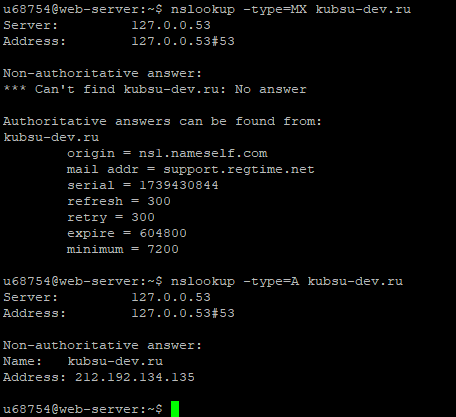 u68754@web-server:~$ nslookup -type=MX kubsu-dev.ru
Server:         127.0.0.53
Address:        127.0.0.53#53
Non-authoritative answer:
*** Can't find kubsu-dev.ru: No answer
Authoritative answers can be found from:
kubsu-dev.ru
        origin = ns1.nameself.com
        mail addr = support.regtime.net
        serial = 1739430844
        refresh = 300
        retry = 300
        expire = 604800
        minimum = 7200
u68754@web-server:~$ nslookup -type=A kubsu-dev.ru
Server:         127.0.0.53
Address:        127.0.0.53#53
Non-authoritative answer:
Name:   kubsu-dev.ru
Address: 212.192.134.135
u68754@web-server:~$